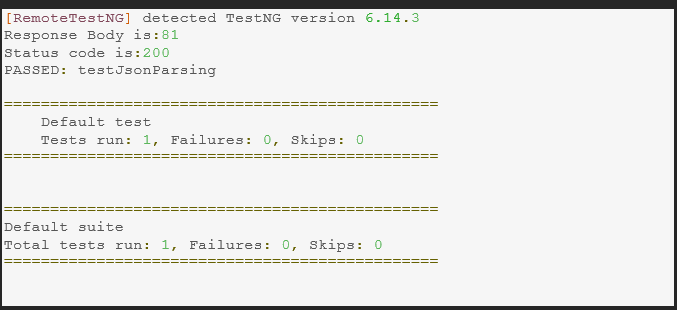 [RemoteTestNG] detected TestNG version 6.14.3
Response Body is:81
Status code is:200
PASSED: testJsonParsing
===============================================
Default test
Tests run: 1, Failures: 0, Skips: 0
===============================================
===============================================
Default suite
Total tests run: 1, Failures: 0, Skips: 0
===============================================